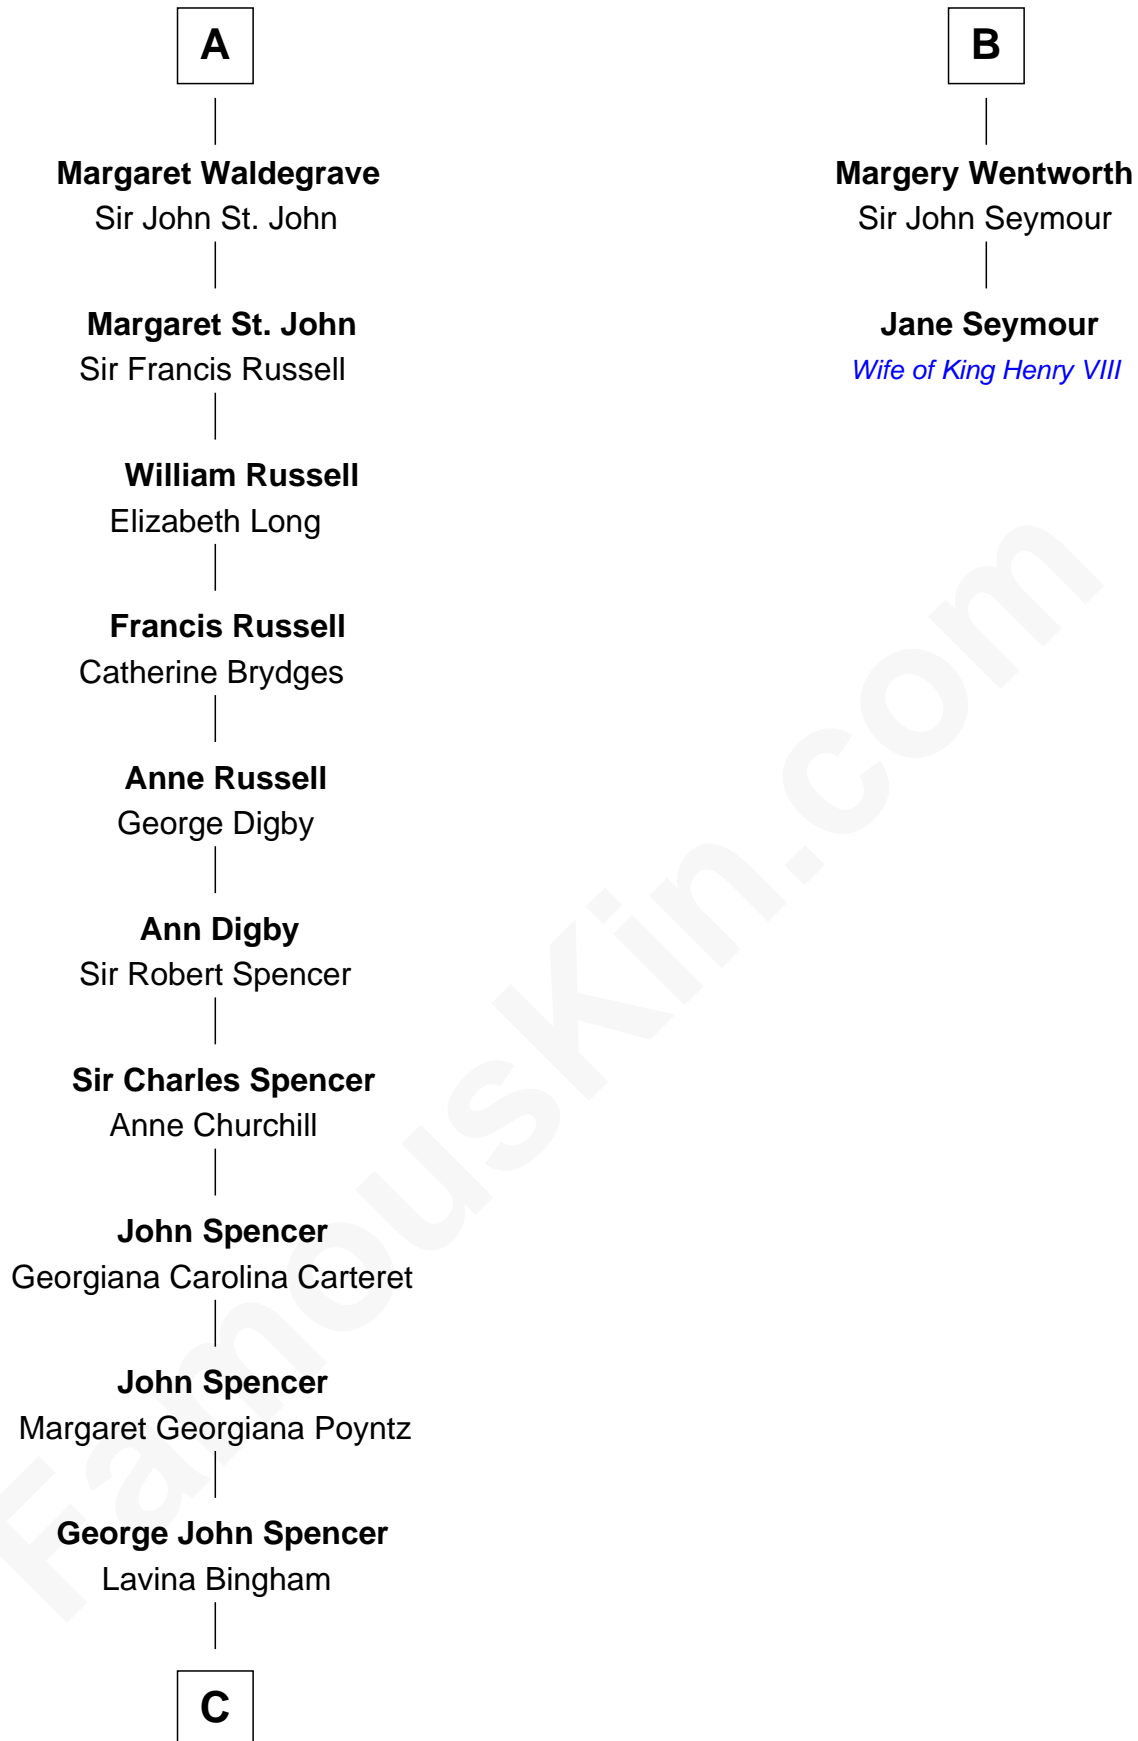 A
Margaret Waldegrave
Sir John St. John
Margaret St. John
Sir Francis Russell
William Russell
Elizabeth Long
Francis Russell
Catherine Brydges
Anne Russell
George Digby
Ann Digby
Sir Robert Spencer
Sir Charles Spencer
Anne Churchill
John Spencer
Georgiana Carolina Carteret
John Spencer
Margaret Georgiana Poyntz
George John Spencer
Lavina Bingham
C
B
Margery Wentworth
Sir John Seymour
Jane Seymour
Wife of King Henry VIII
FamousKin.com